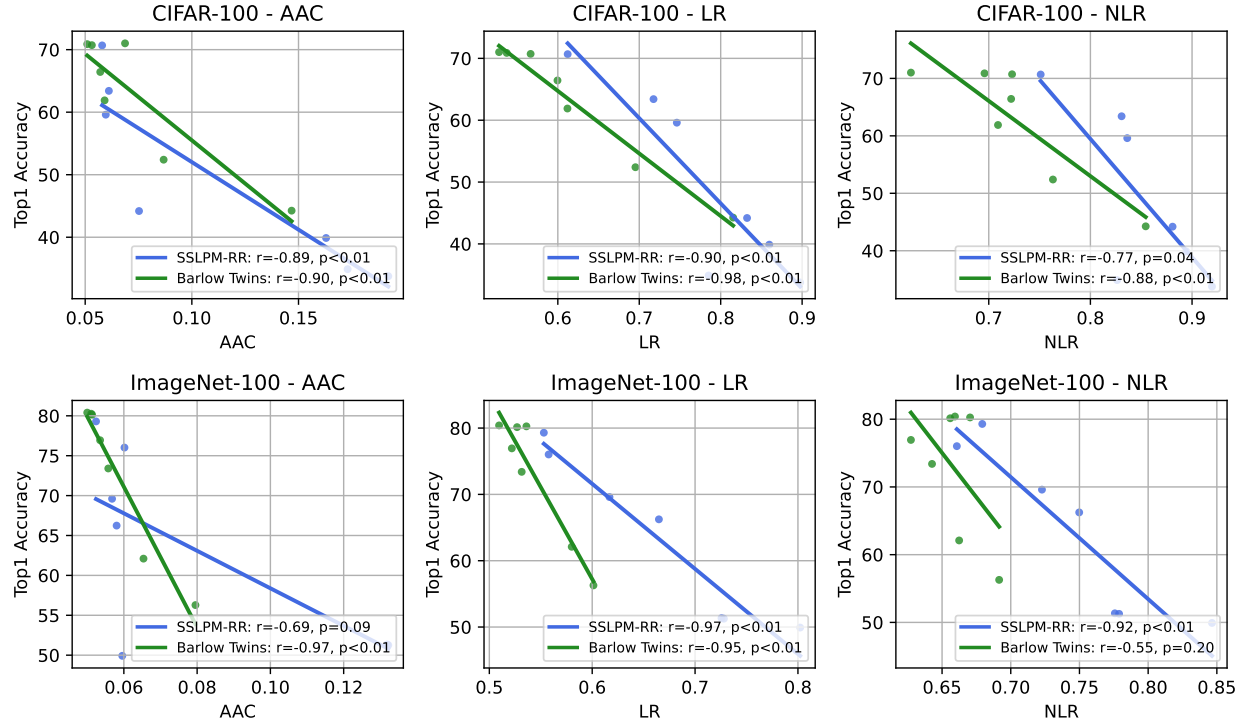 CIFAR-100 - AAC
Top1 Accuracy
70
60
50
40
SSLPM-RR: r=-0.89, p<0.01
Barlow Twins: r=-0.90, p<0.01
0.05 0.10 0.15
AAC
CIFAR-100 - LR
Top1 Accuracy
70
60
50
40
SSLPM-RR: r=-0.90, p<0.01
Barlow Twins: r=-0.98, p<0.01
0.6 0.7 0.8 0.9
LR
CIFAR-100 - NLR
Top1 Accuracy
70
60
50
40
SSLPM-RR: r=-0.77, p=0.04
Barlow Twins: r=-0.88, p<0.01
0.7 0.8 0.9
NLR
ImageNet-100 - AAC
Top1 Accuracy
80
75
70
65
60
55
50
SSLPM-RR: r=-0.69, p=0.09
Barlow Twins: r=-0.97, p<0.01
0.06 0.08 0.10 0.12
AAC
ImageNet-100 - LR
Top1 Accuracy
80
70
60
50
SSLPM-RR: r=-0.97, p<0.01
Barlow Twins: r=-0.95, p<0.01
0.5 0.6 0.7 0.8
LR
ImageNet-100 - NLR
Top1 Accuracy
80
70
60
50
SSLPM-RR: r=-0.92, p<0.01
Barlow Twins: r=-0.55, p=0.20
0.65 0.70 0.75 0.80 0.85
NLR